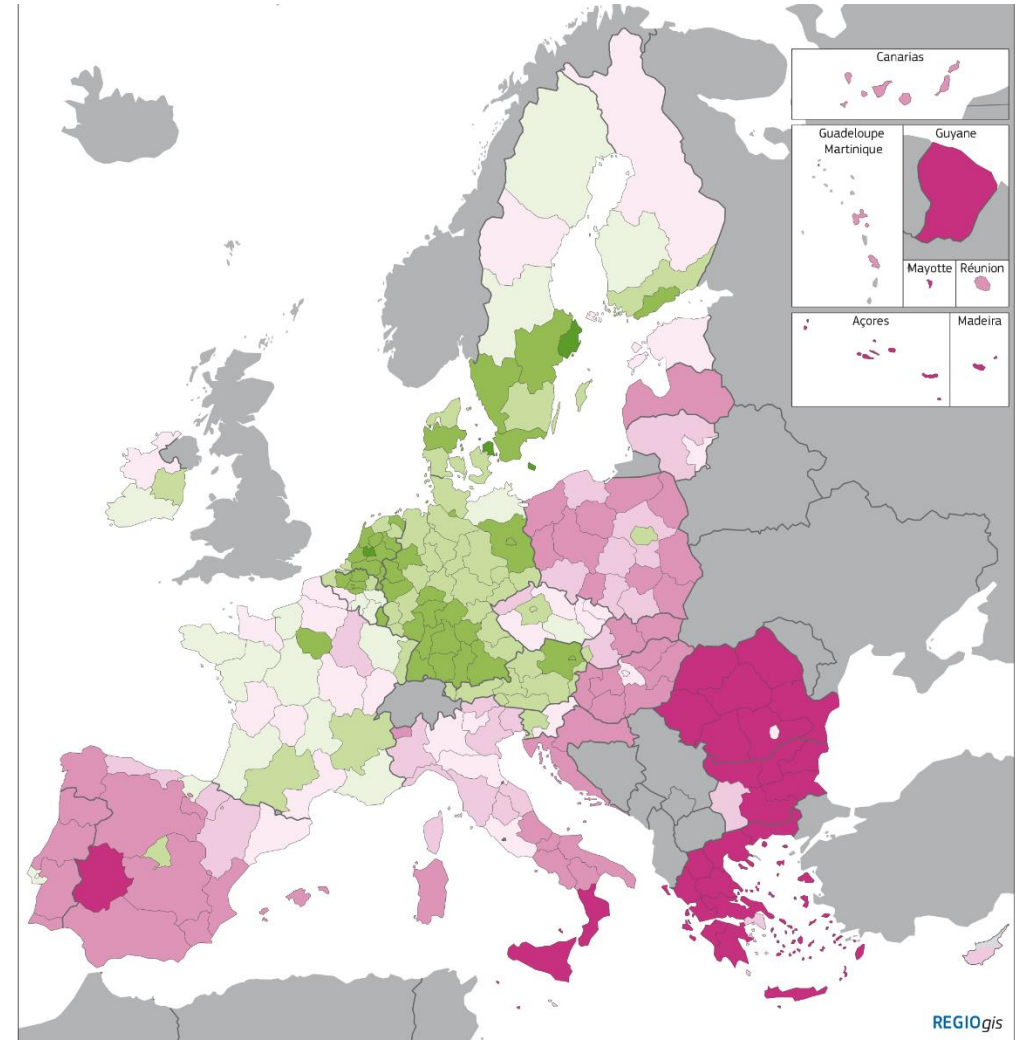 Canarias
Guadeloupe
Martinique
Guyane
Mayotte
Réunion
Açores
Madeira
REGIOgis